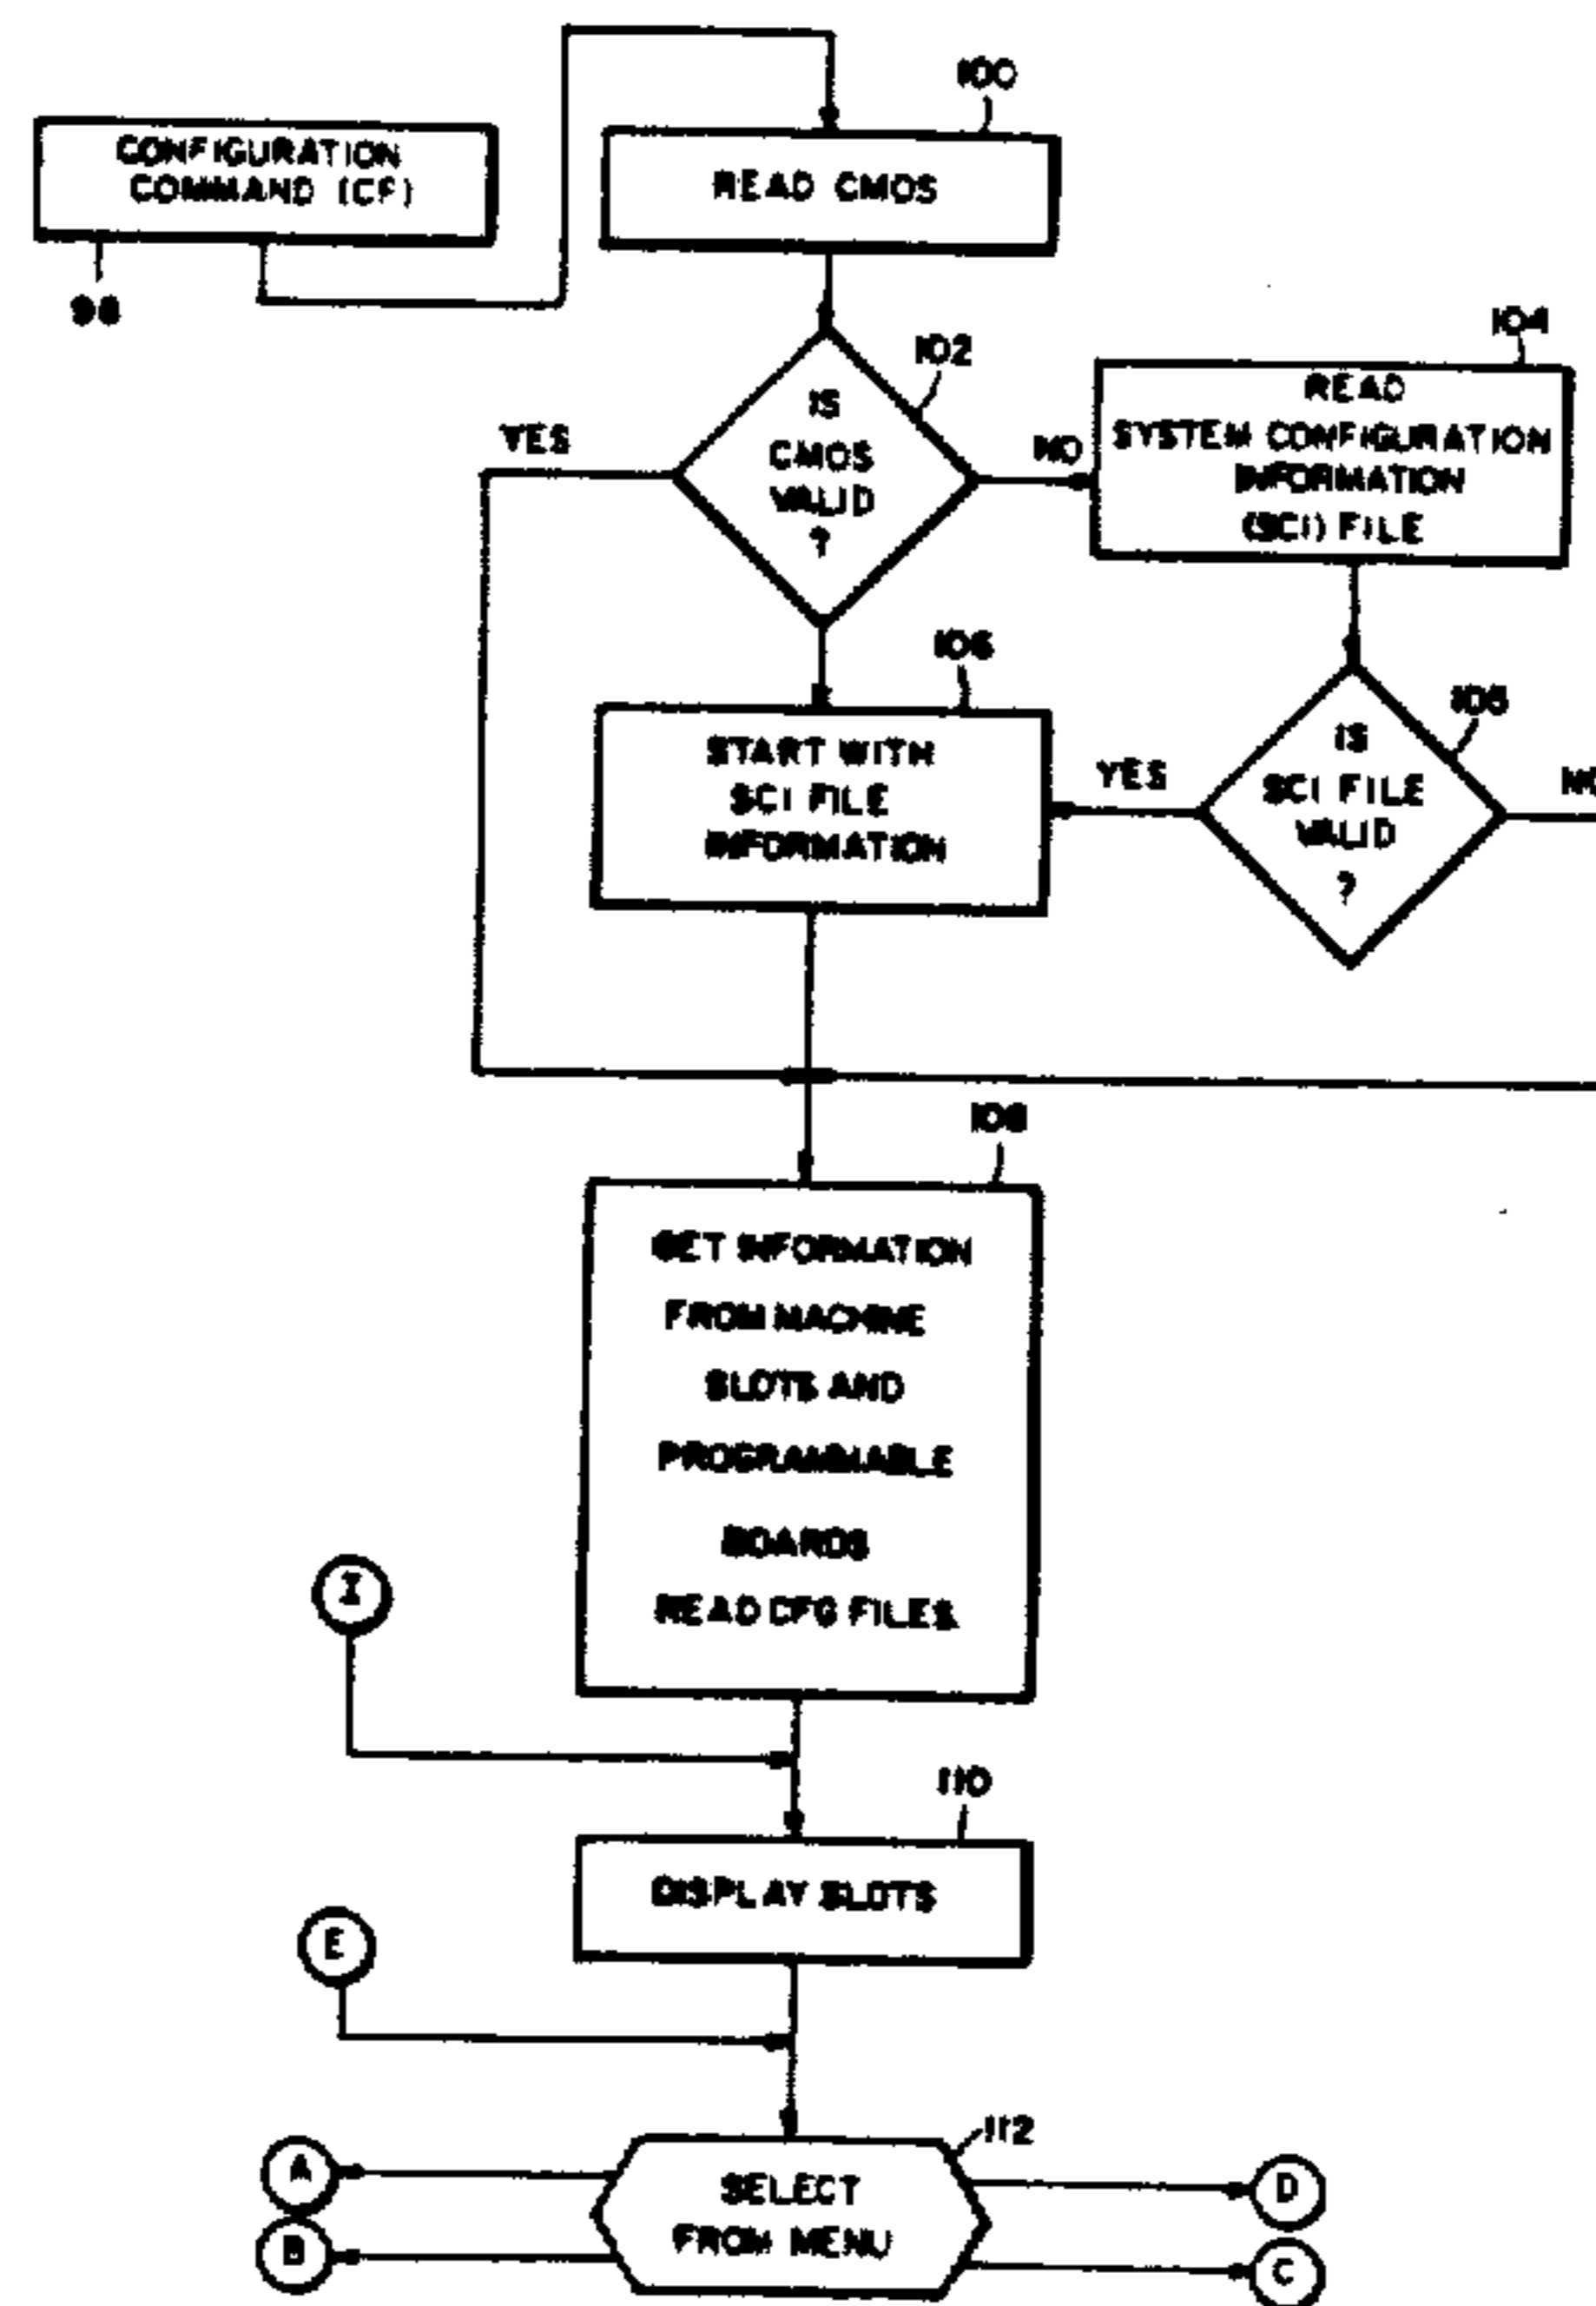 100
CONFIGURATION
COMMAND (CF)
READ CMOS
98
102
104
IS
CMOS
VALID
?
YES
NO
READ
SYSTEM CONFIGURATION
INFORMATION
(SCI) FILE
106
START WITH
SCI FILE
INFORMATION
YES
105
IS
SCI FILE
VALID
?
108
GET INFORMATION
FROM MACHINE
SLOTS AND
PROGRAMMABLE
BOARDS
READ CFG FILES
110
DISPLAY SLOTS
E
112
SELECT
FROM MENU
A
B
D
C